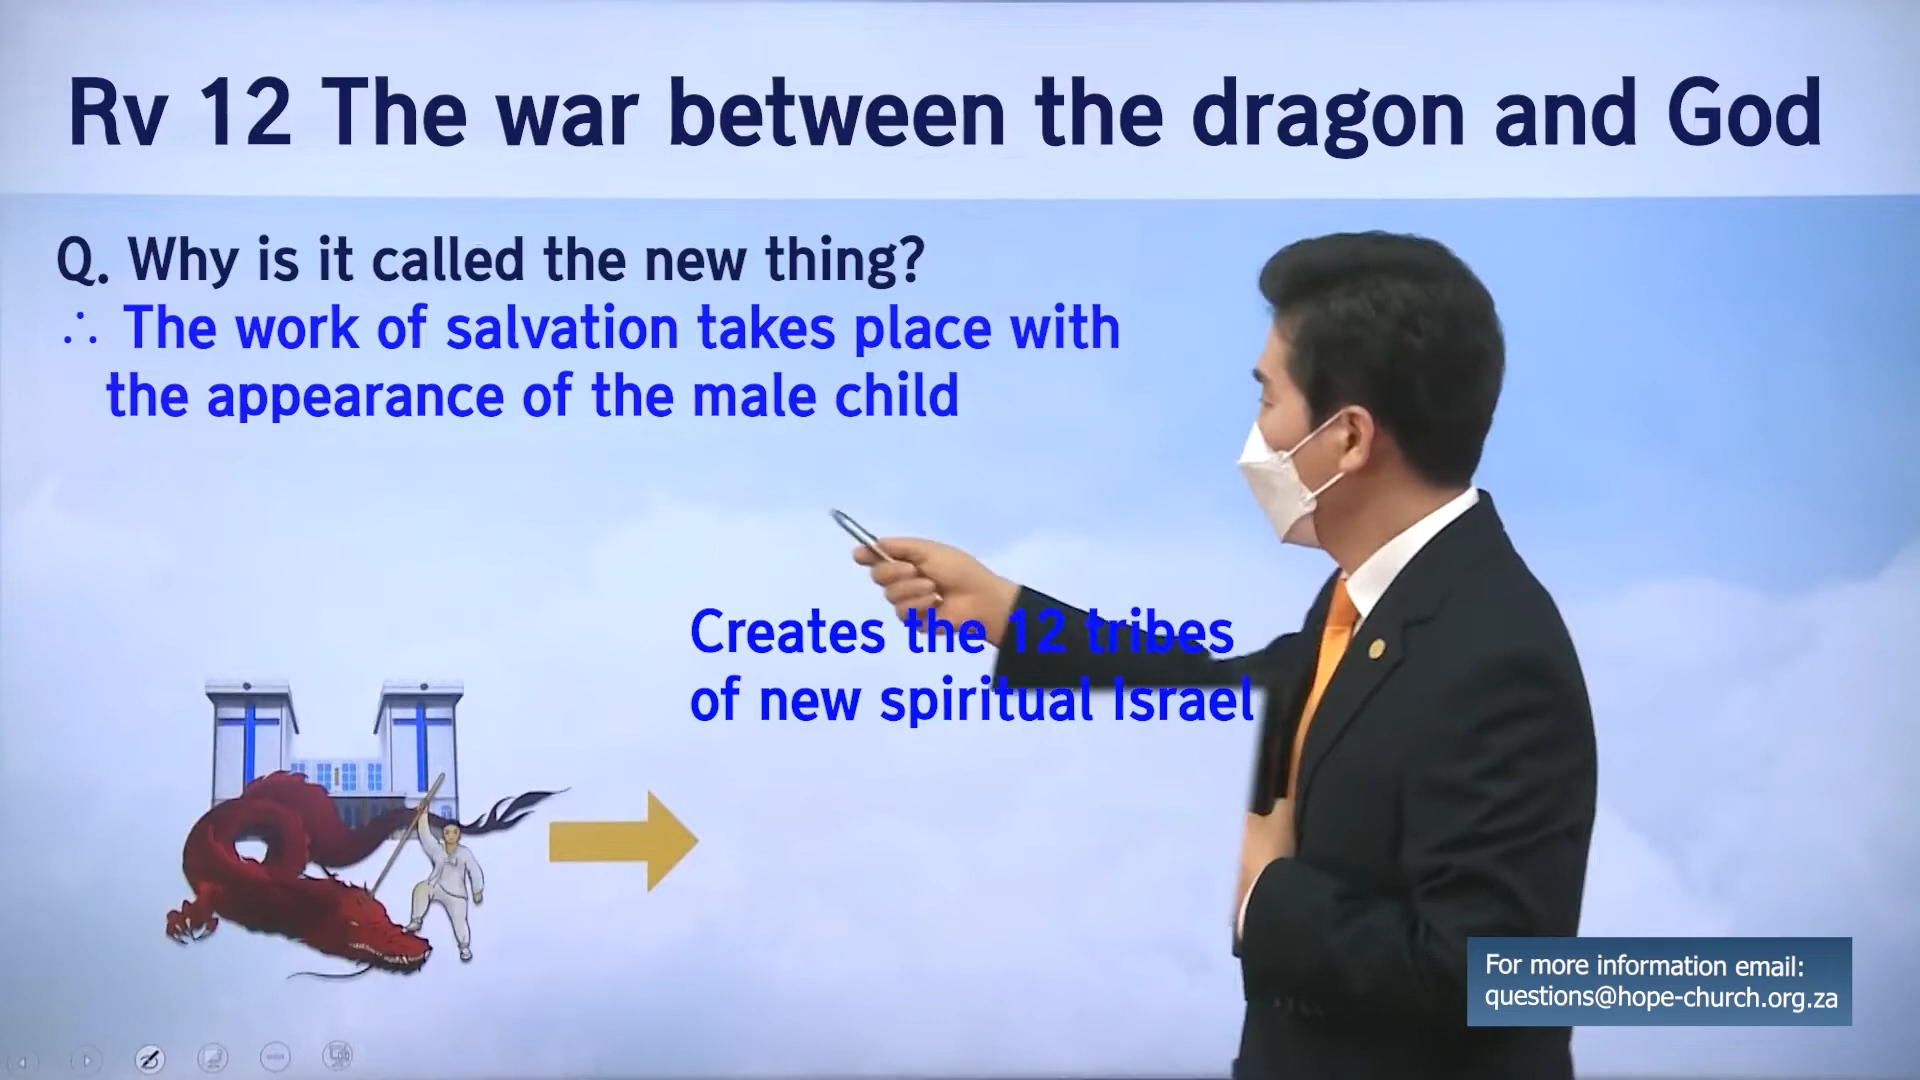 Rv 12 The war between the dragon and God
Q. Why is it called the new thing?
∴ The work of salvation takes place with
the appearance of the male child
Creates the 12 tribes
of new spiritual Israel
For more information email:
questions@hope-church.org.za